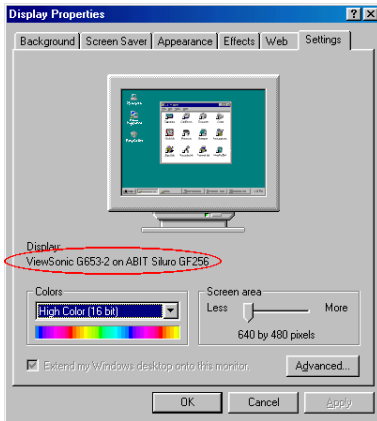 Display Properties
Background Screen Saver Appearance Effects Web Settings
Display:
ViewSonic G653-2 on ABIT Siluro GF256
Colors
High Color (16 bit)
Screen area
Less More
640 by 480 pixels
Extend my Windows desktop onto this monitor.
Advanced...
OK Cancel Apply